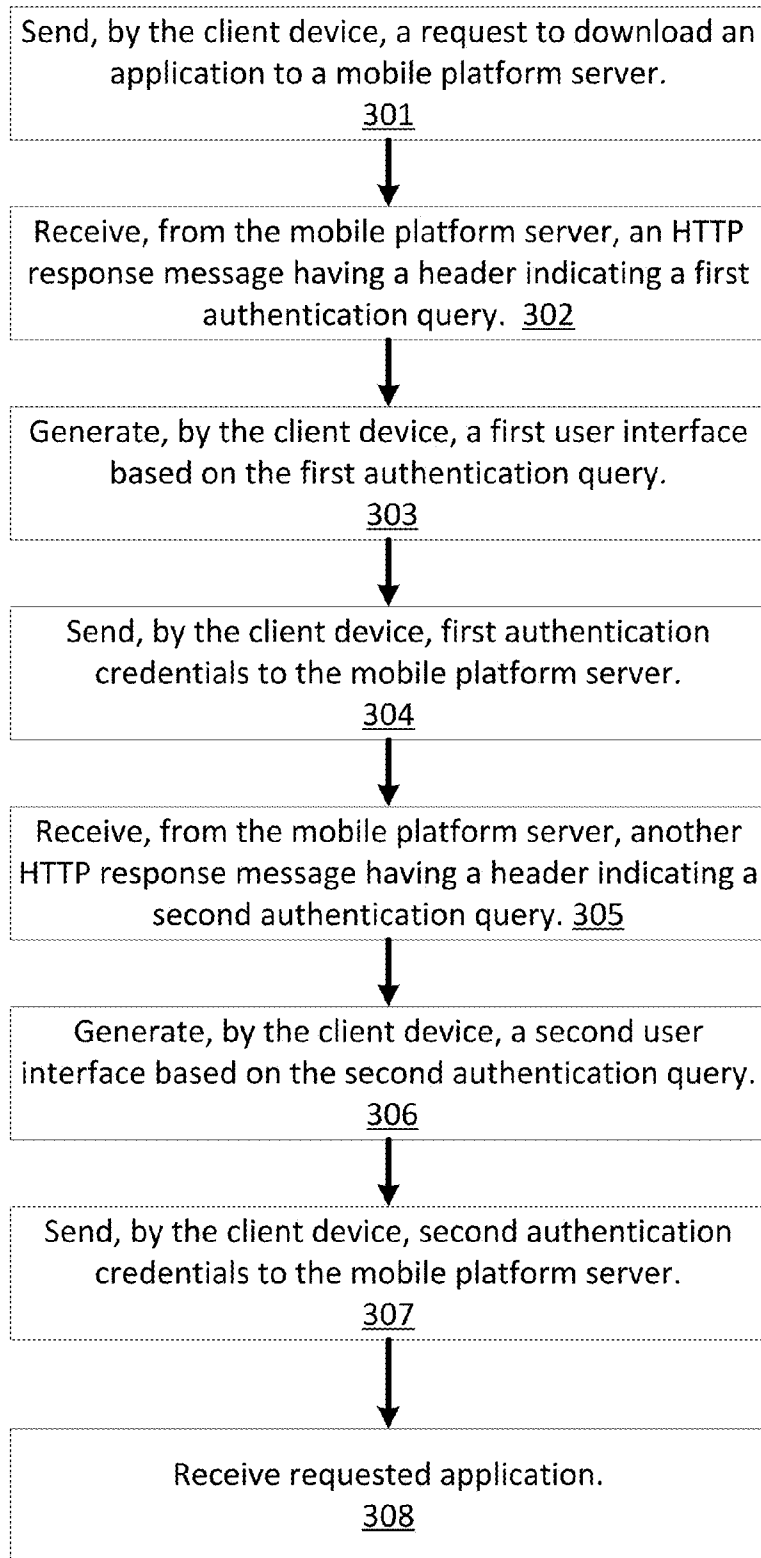 Send, by the client device, a request to download an
application to a mobile platform server.
301
Receive, from the mobile platform server, an HTTP
response message having a header indicating a first
authentication query. 302
Generate, by the client device, a first user interface
based on the first authentication query.
303
Send, by the client device, first authentication
credentials to the mobile platform server.
304
Receive, from the mobile platform server, another
HTTP response message having a header indicating a
second authentication query. 305
Generate, by the client device, a second user
interface based on the second authentication query.
306
Send, by the client device, second authentication
credentials to the mobile platform server.
307
Receive requested application.
308